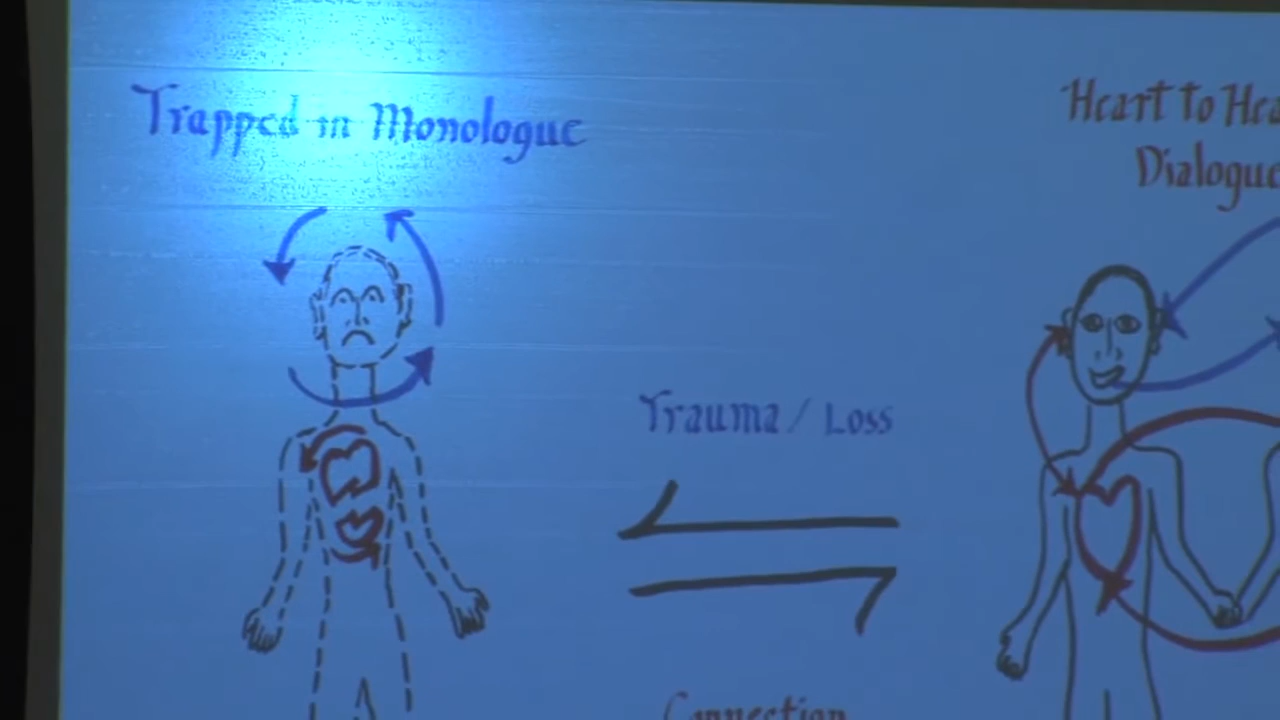 Trapped in Monologue
Heart to Hea
Dialogue
Trauma / Loss
Connection